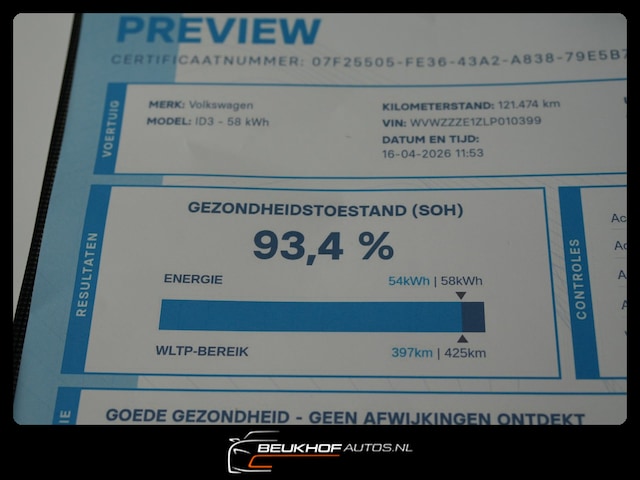 PREVIEW
CERTIFICAATNUMMER: 07F25505-FE36-43A2-A838-79E5B7
VOERTUIG
MERK: Volkswagen
MODEL: ID3 - 58 kWh
KILOMETERSTAND: 121.474 km
VIN: WVWZZZE1ZLP010399
DATUM EN TIJD:
16-04-2026 11:53
RESULTATEN
GEZONDHEIDSTOESTAND (SOH)
93,4 %
ENERGIE
54kWh | 58kWh
WLTP-BEREIK
397km | 425km
CONTROLES
GOEDE GEZONDHEID - GEEN AFWIJKINGEN ONTDEKT
BEUKHOFAUTOS.NL